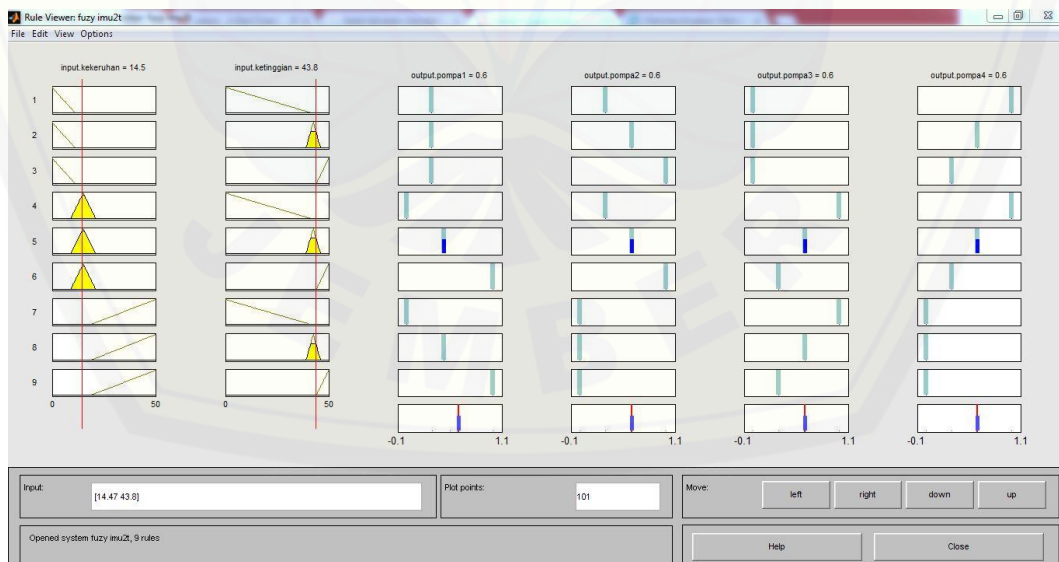 Rule Viewer: fuzy imu2t
File Edit View Options
input.kekeruhan = 14.5
input.ketinggian = 43.8
output.pompa1 = 0.6
output.pompa2 = 0.6
output.pompa3 = 0.6
output.pompa4 = 0.6
1
2
3
4
5
6
7
8
9
0 50
0 50
-0.1 1.1
-0.1 1.1
-0.1 1.1
-0.1 1.1
Input:
[14.47 43.8]
Plot points:
101
Move:
left
right
down
up
Opened system fuzy imu2t, 9 rules
Help
Close
JEMBER